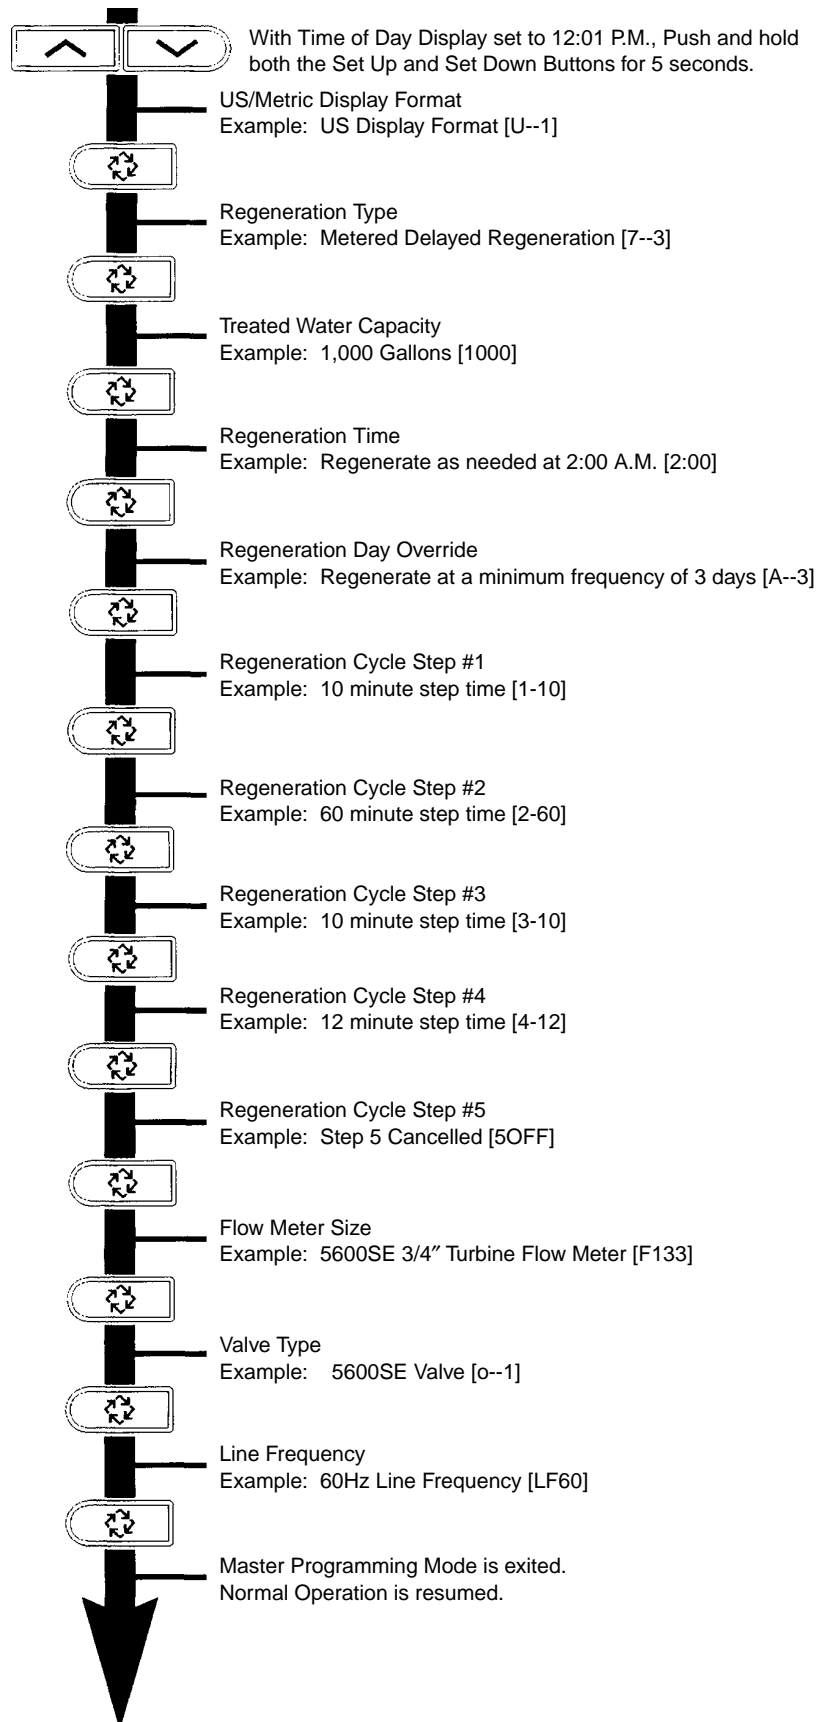 With Time of Day Display set to 12:01 P.M., Push and hold
both the Set Up and Set Down Buttons for 5 seconds.
US/Metric Display Format
Example: US Display Format [U--1]
Regeneration Type
Example: Metered Delayed Regeneration [7--3]
Treated Water Capacity
Example: 1,000 Gallons [1000]
Regeneration Time
Example: Regenerate as needed at 2:00 A.M. [2:00]
Regeneration Day Override
Example: Regenerate at a minimum frequency of 3 days [A--3]
Regeneration Cycle Step #1
Example: 10 minute step time [1-10]
Regeneration Cycle Step #2
Example: 60 minute step time [2-60]
Regeneration Cycle Step #3
Example: 10 minute step time [3-10]
Regeneration Cycle Step #4
Example: 12 minute step time [4-12]
Regeneration Cycle Step #5
Example: Step 5 Cancelled [5OFF]
Flow Meter Size
Example: 5600SE 3/4″ Turbine Flow Meter [F133]
Valve Type
Example: 5600SE Valve [o--1]
Line Frequency
Example: 60Hz Line Frequency [LF60]
Master Programming Mode is exited.
Normal Operation is resumed.